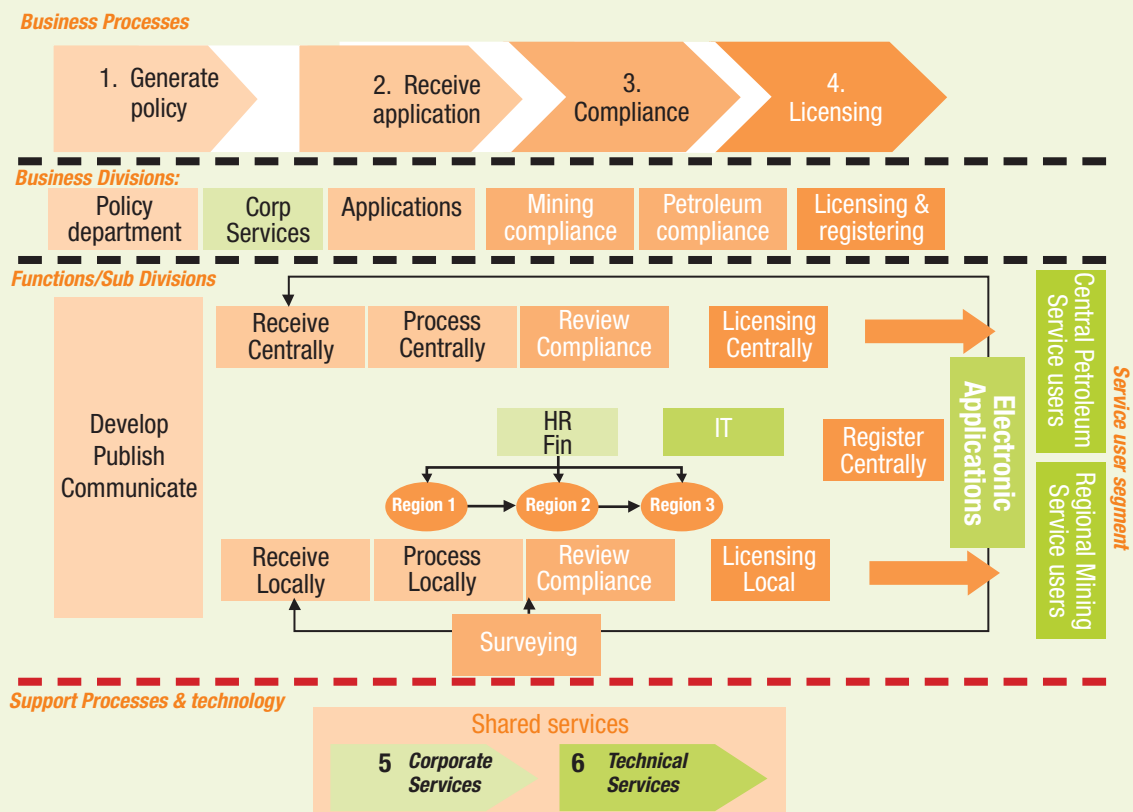 Business Processes
1. Generate
policy
2. Receive
application
3.
Compliance
4.
Licensing
Business Divisions:
Policy
department
Corp
Services
Applications
Mining
compliance
Petroleum
compliance
Licensing &
registering
Functions/Sub Divisions
Develop
Publish
Communicate
Receive
Centrally
Process
Centrally
Review
Compliance
Licensing
Centrally
HR
Fin
IT
Register
Centrally
Region 1
Region 2
Region 3
Receive
Locally
Process
Locally
Review
Compliance
Licensing
Local
Surveying
Electronic
Applications
Central Petroleum
Service users
Regional Mining
Service users
Service user segment
Support Processes & technology
Shared services
5 Corporate
Services
6 Technical
Services